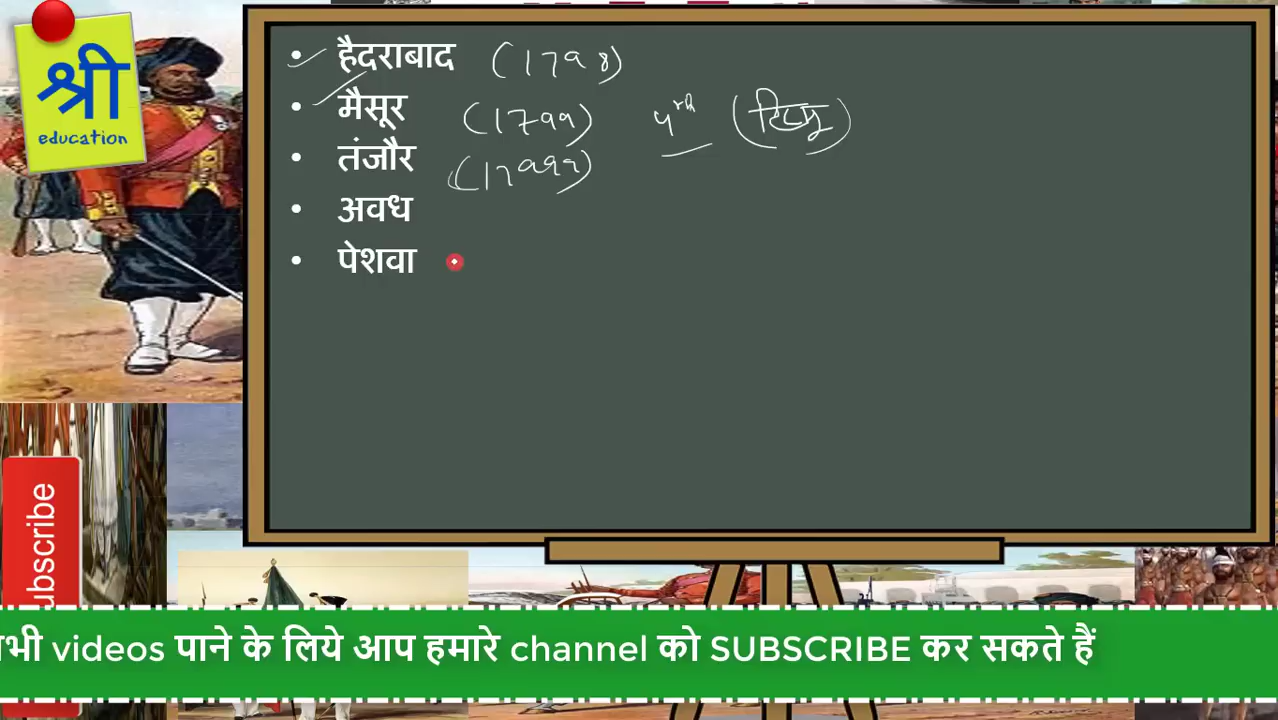 श्री
education
हैदराबाद (1798)
मैसूर (1799) 4th (टिपू)
तंजौर (1799)
अवध
पेशवा
ubscribe
भी videos पाने के लिये आप हमारे channel को SUBSCRIBE कर सकते हैं